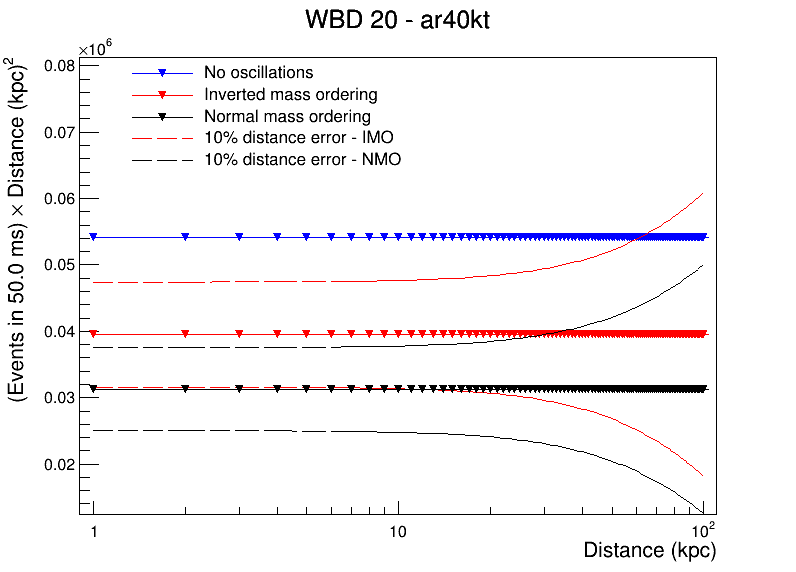 WBD 20 - ar40kt
×10⁶
(Events in 50.0 ms) × Distance (kpc)²
0.08
0.07
0.06
0.05
0.04
0.03
0.02
No oscillations
Inverted mass ordering
Normal mass ordering
10% distance error - IMO
10% distance error - NMO
1
10
10²
Distance (kpc)